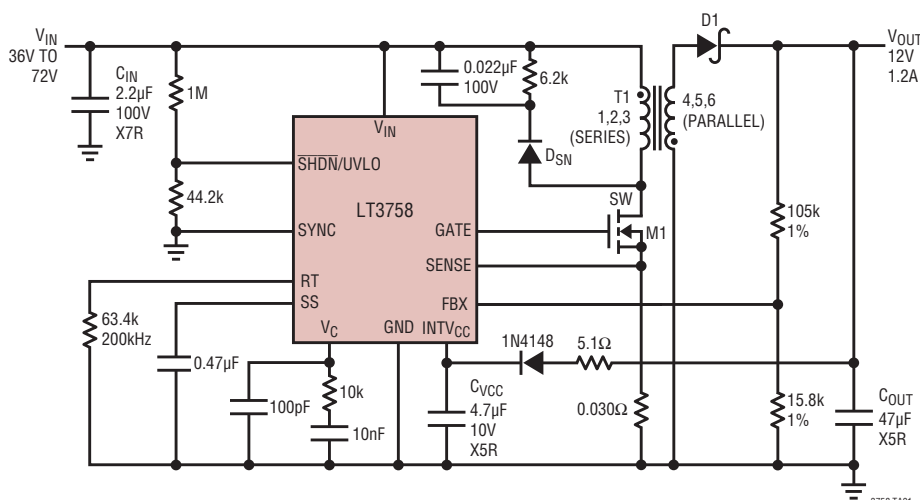 VIN
36V TO
72V
CIN
2.2µF
100V
X7R
1M
44.2k
0.022µF
100V
6.2k
DSN
T1
1,2,3
(SERIES)
4,5,6
(PARALLEL)
D1
VOUT
12V
1.2A
VIN
SHDN/UVLO
LT3758
SYNC
GATE
SENSE
RT
SS
FBX
VC
GND
INTVCC
SW
M1
105k
1%
63.4k
200kHz
0.47µF
100pF
10k
10nF
CVCC
4.7µF
10V
X5R
1N4148
5.1Ω
0.030Ω
15.8k
1%
COUT
47µF
X5R
3758 TA01